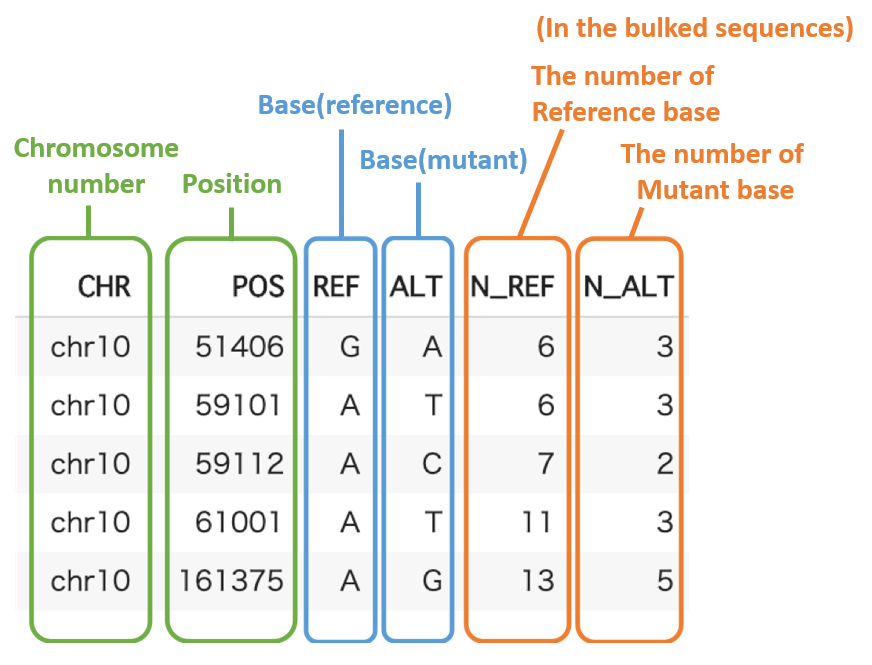 (In the bulked sequences)
The number of
Reference base
Base(reference)
The number of
Mutant base
Base(mutant)
Chromosome
number
Position
CHR POS REF ALT N_REF N_ALT
chr10 51406 G A 6 3
chr10 59101 A T 6 3
chr10 59112 A C 7 2
chr10 61001 A T 11 3
chr10 161375 A G 13 5